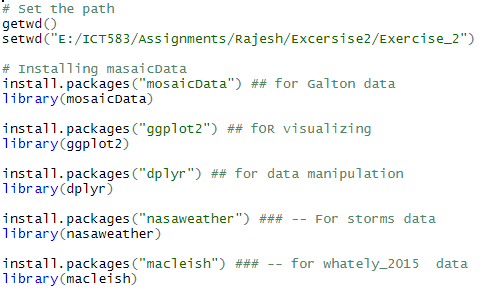 # Set the path
getwd()
setwd("E:/ICT583/Assignments/Rajesh/Excersise2/Exercise_2")
# Installing masaicData
install.packages("mosaicData") ## for Galton data
library(mosaicData)
install.packages("ggplot2") ## fOR visualizing
library(ggplot2)
install.packages("dplyr") ## for data manipulation
library(dplyr)
install.packages("nasaweather") ### -- For storms data
library(nasaweather)
install.packages("macleish") ### -- for whately_2015  data
library(macleish)